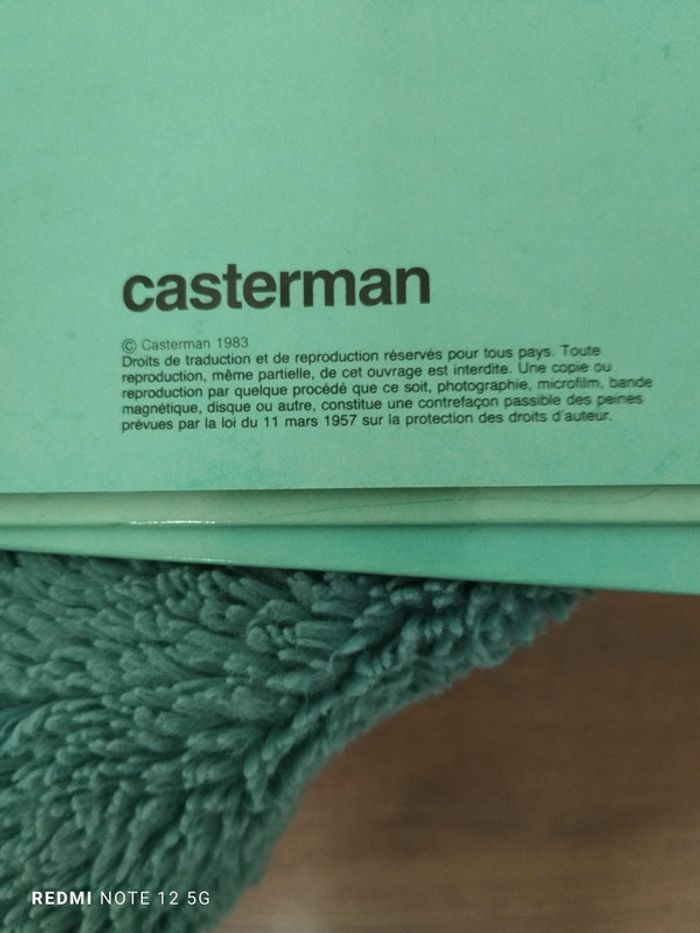 casterman
© Casterman 1983
Droits de traduction et de reproduction réservés pour tous pays. Toute
reproduction, même partielle, de cet ouvrage est interdite. Une copie ou
reproduction par quelque procédé que ce soit, photographie, microfilm, bande
magnétique, disque ou autre, constitue une contrefaçon passible des peines
prévues par la loi du 11 mars 1957 sur la protection des droits d'auteur.
REDMI NOTE 12 5G